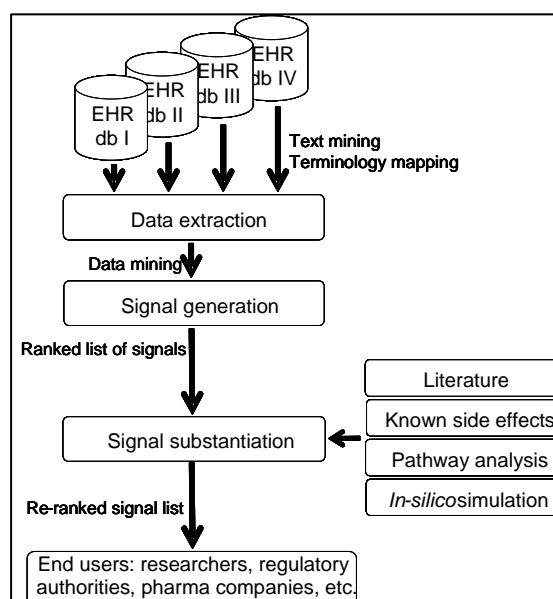 EHR
db I
EHR
db II
EHR
db III
EHR
db IV
Text mining
Terminology mapping
Data extraction
Data mining
Signal generation
Ranked list of signals
Signal substantiation
Literature
Known side effects
Pathway analysis
In-silicosimulation
Re-ranked signal list
End users: researchers, regulatory
authorities, pharma companies, etc.